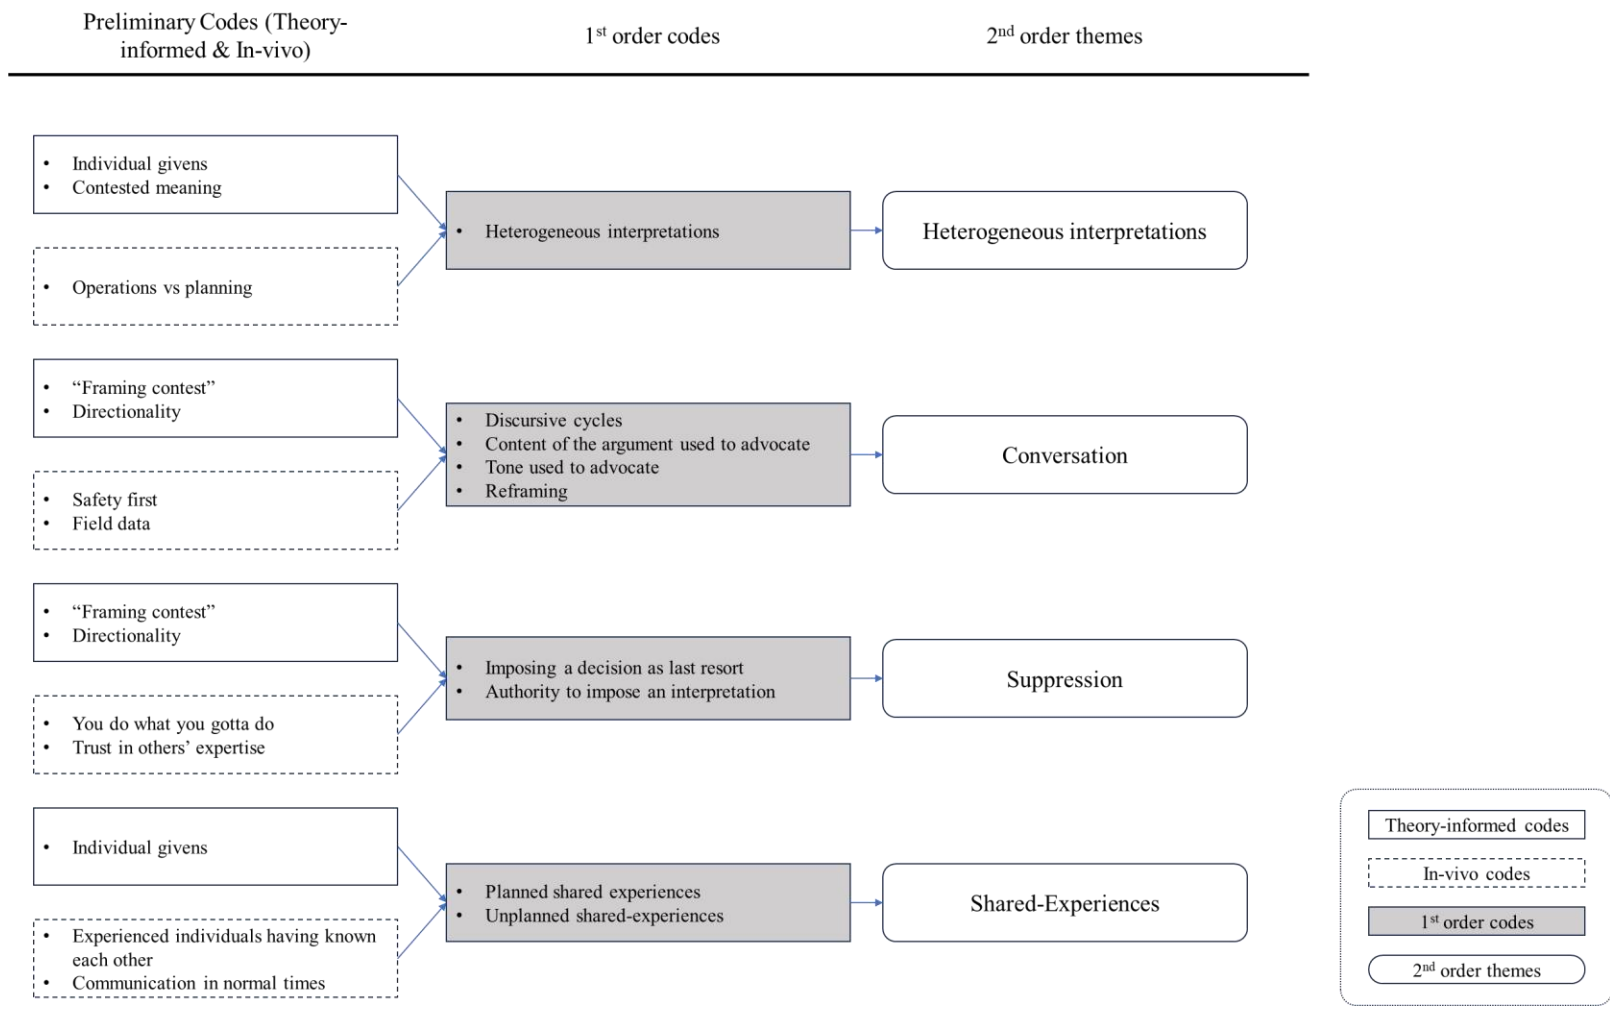 Preliminary Codes (Theory-
informed & In-vivo)
1st order codes
2nd order themes
• Individual givens
• Contested meaning
• Operations vs planning
• Heterogeneous interpretations
Heterogeneous interpretations
• “Framing contest”
• Directionality
• Safety first
• Field data
• Discursive cycles
• Content of the argument used to advocate
• Tone used to advocate
• Reframing
Conversation
• “Framing contest”
• Directionality
• You do what you gotta do
• Trust in others’ expertise
• Imposing a decision as last resort
• Authority to impose an interpretation
Suppression
• Individual givens
• Experienced individuals having known
each other
• Communication in normal times
• Planned shared experiences
• Unplanned shared-experiences
Shared-Experiences
Theory-informed codes
In-vivo codes
1st order codes
2nd order themes